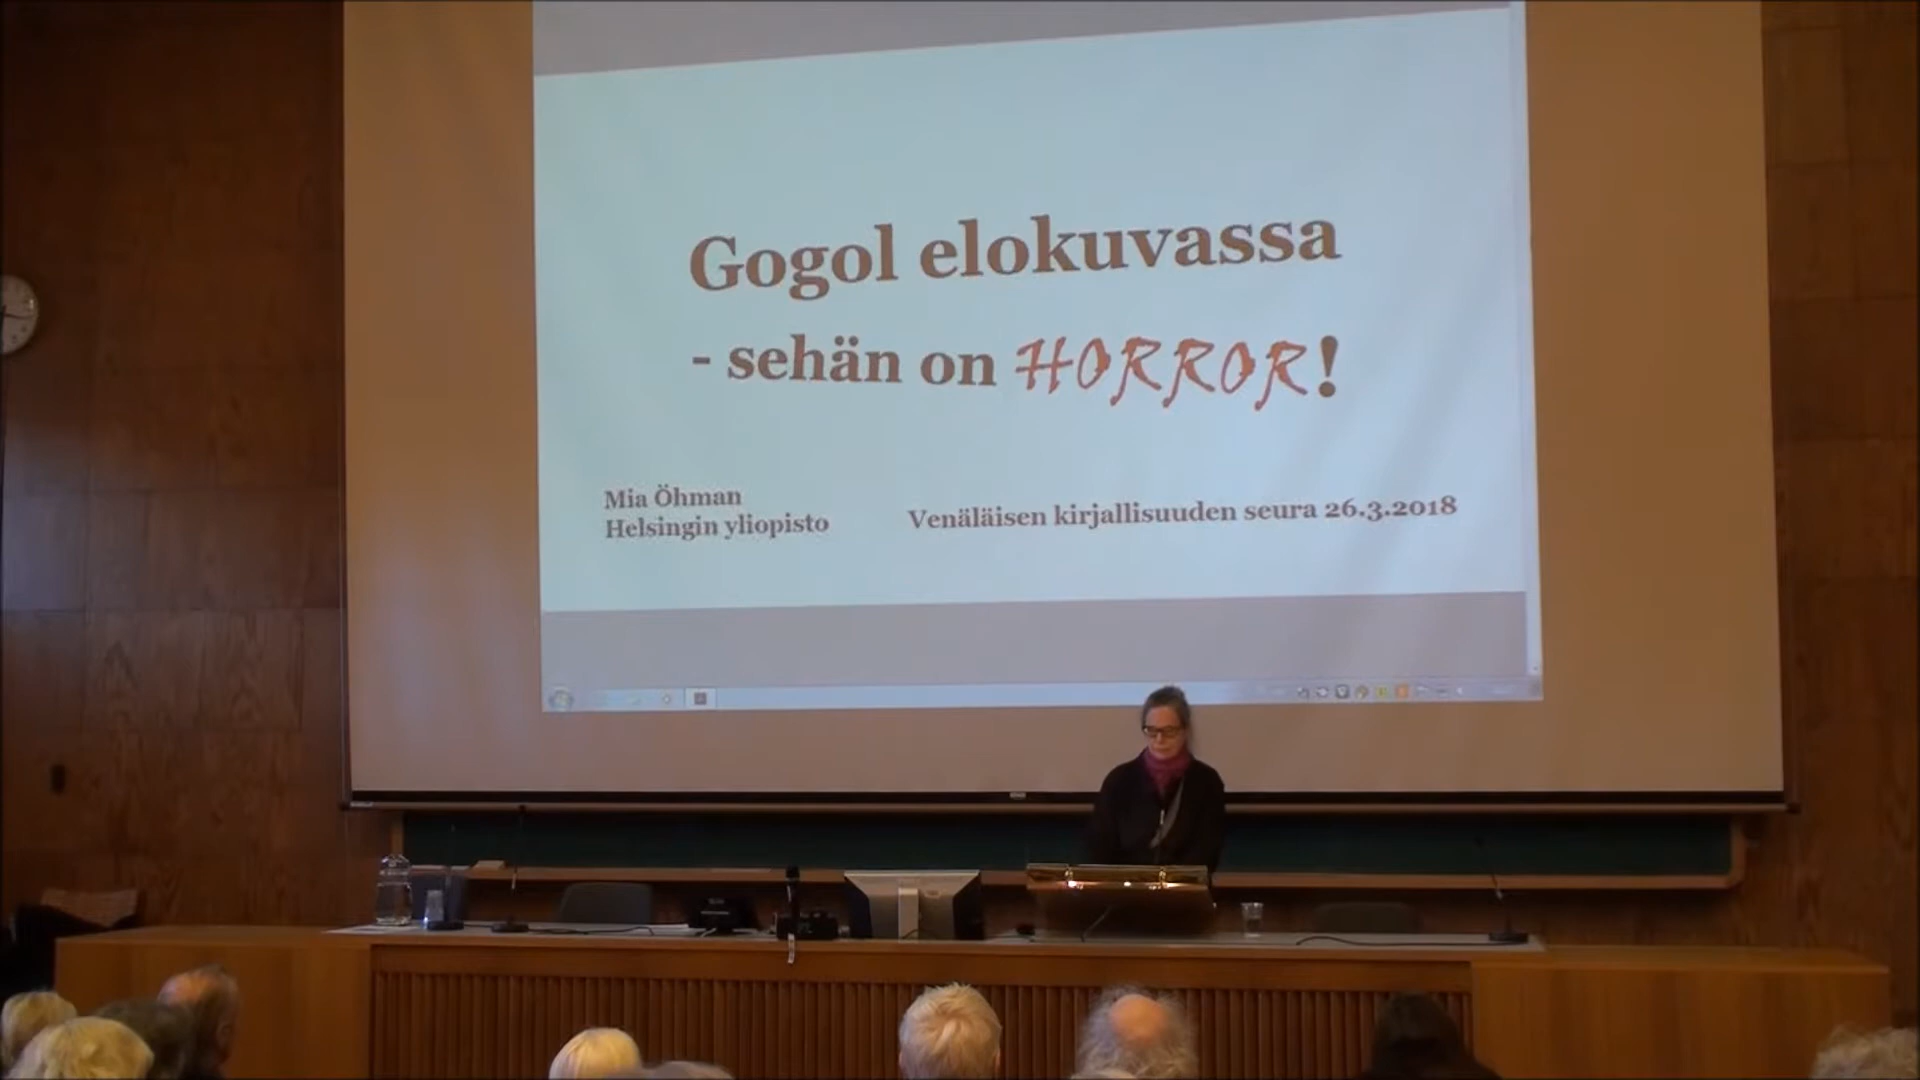 Gogol elokuvassa
- sehän on HORROR!
Mia Öhman
Helsingin yliopisto
Venäläisen kirjallisuuden seura 26.3.2018